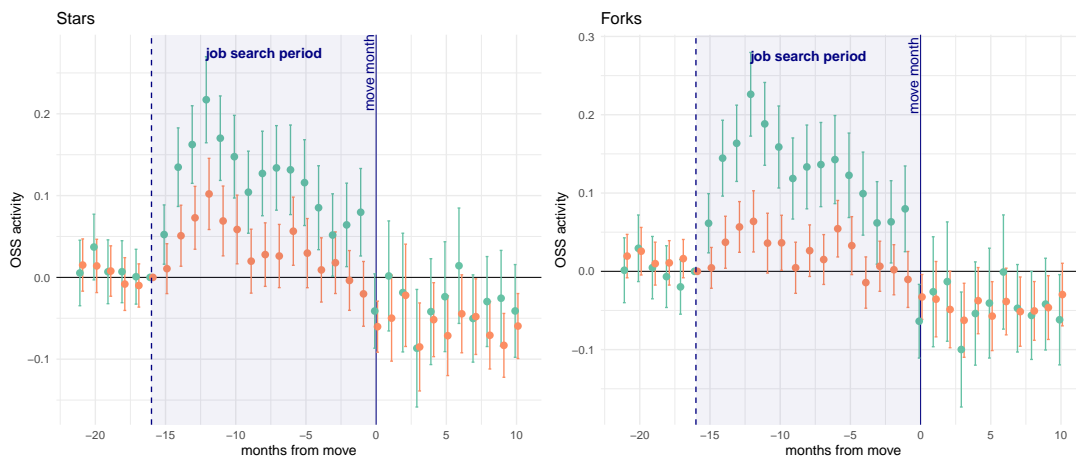 Stars
job search period
move month
0.2
0.1
0.0
−0.1
OSS activity
−20
−15
−10
−5
0
5
10
months from move
Forks
job search period
move month
0.3
0.2
0.1
0.0
−0.1
OSS activity
−20
−15
−10
−5
0
5
10
months from move